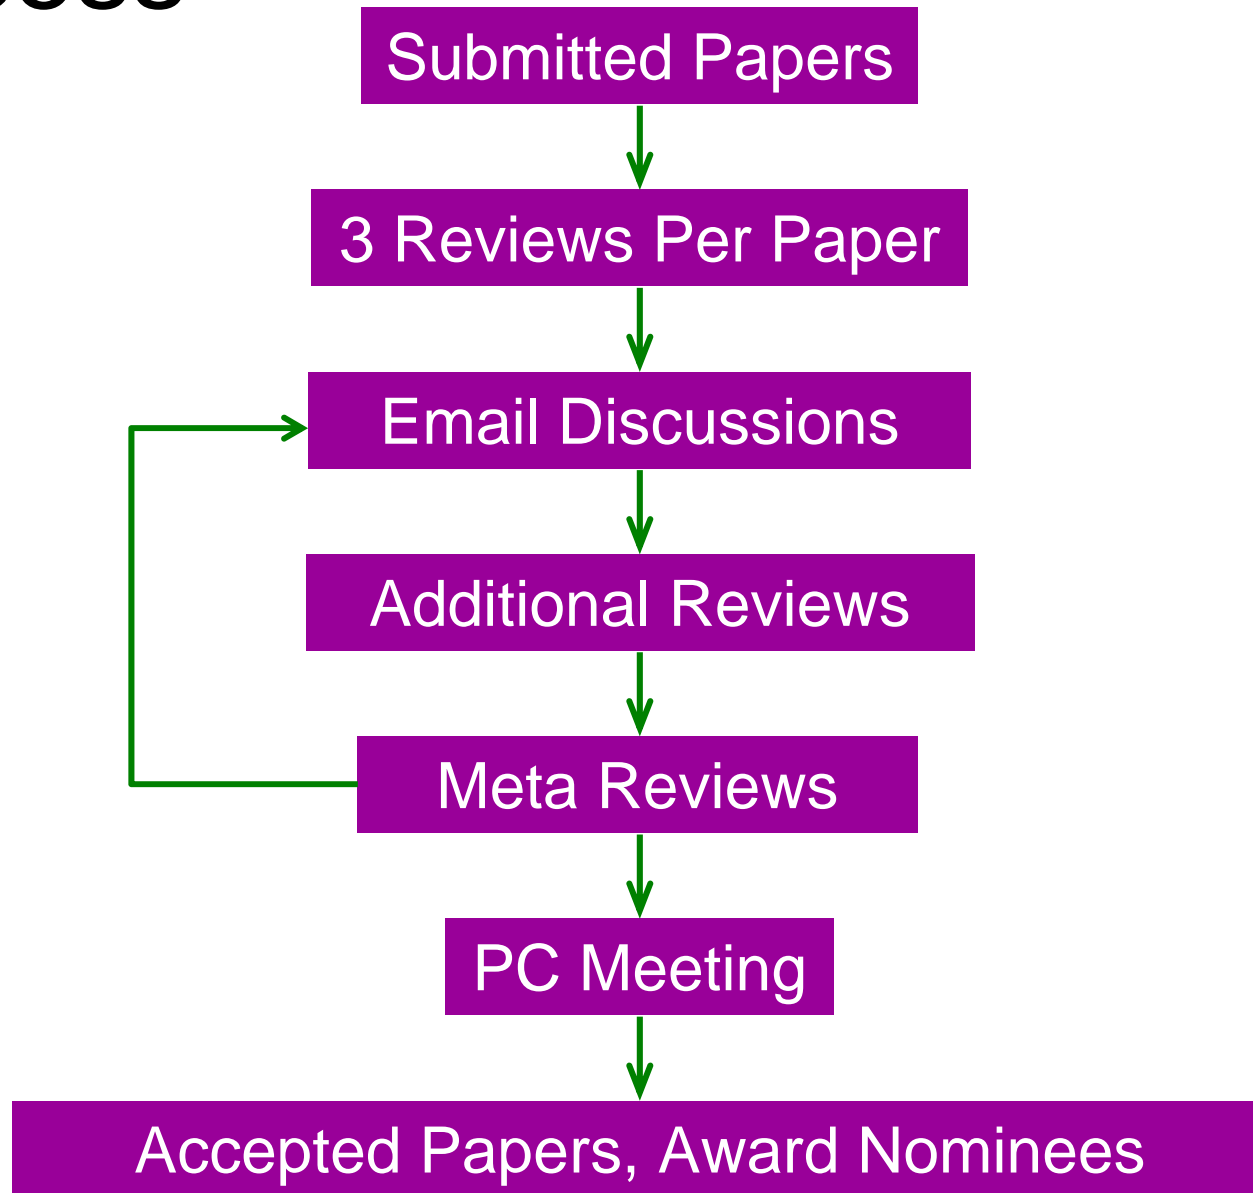 Submitted Papers
3 Reviews Per Paper
Email Discussions
Additional Reviews
Meta Reviews
PC Meeting
Accepted Papers, Award Nominees